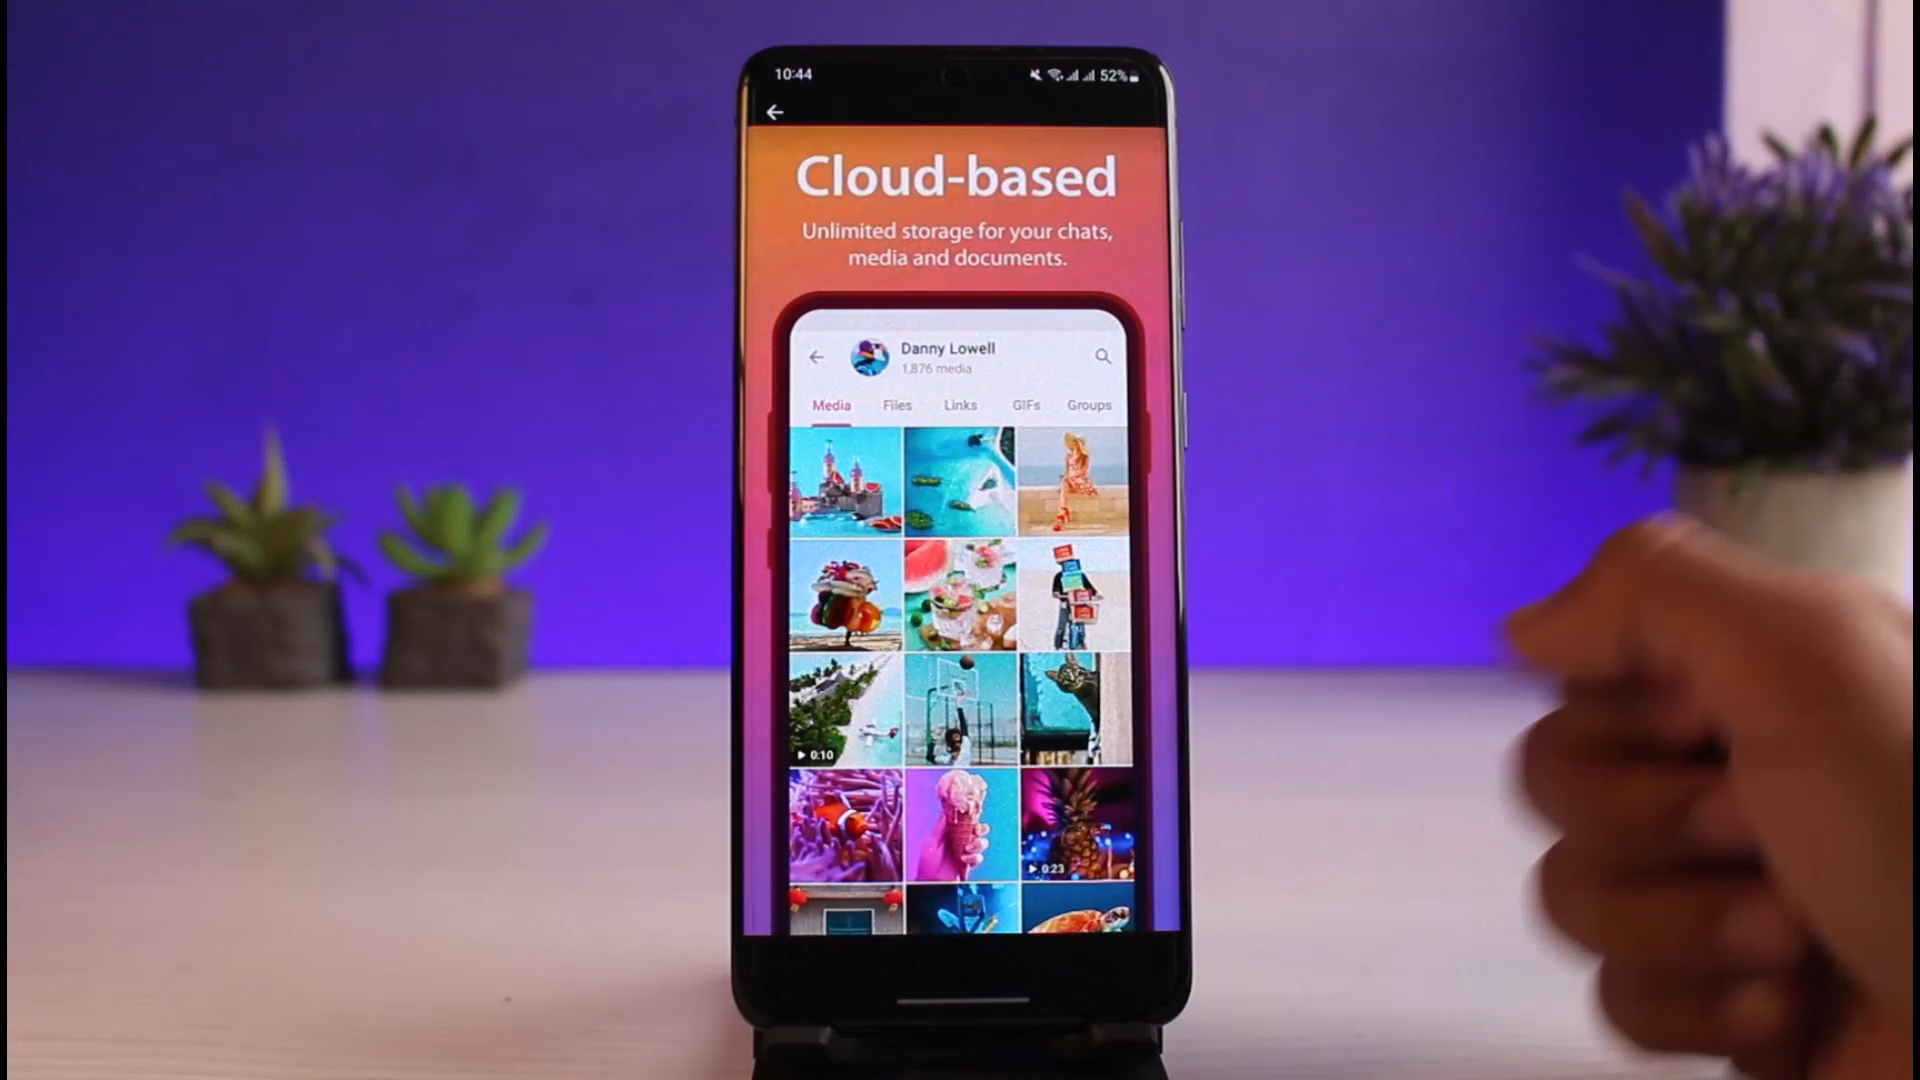 10:44
52%
Cloud-based
Unlimited storage for your chats,
media and documents.
Danny Lowell
1,876 media
Media Files Links GIFs Groups
0:10
0:23